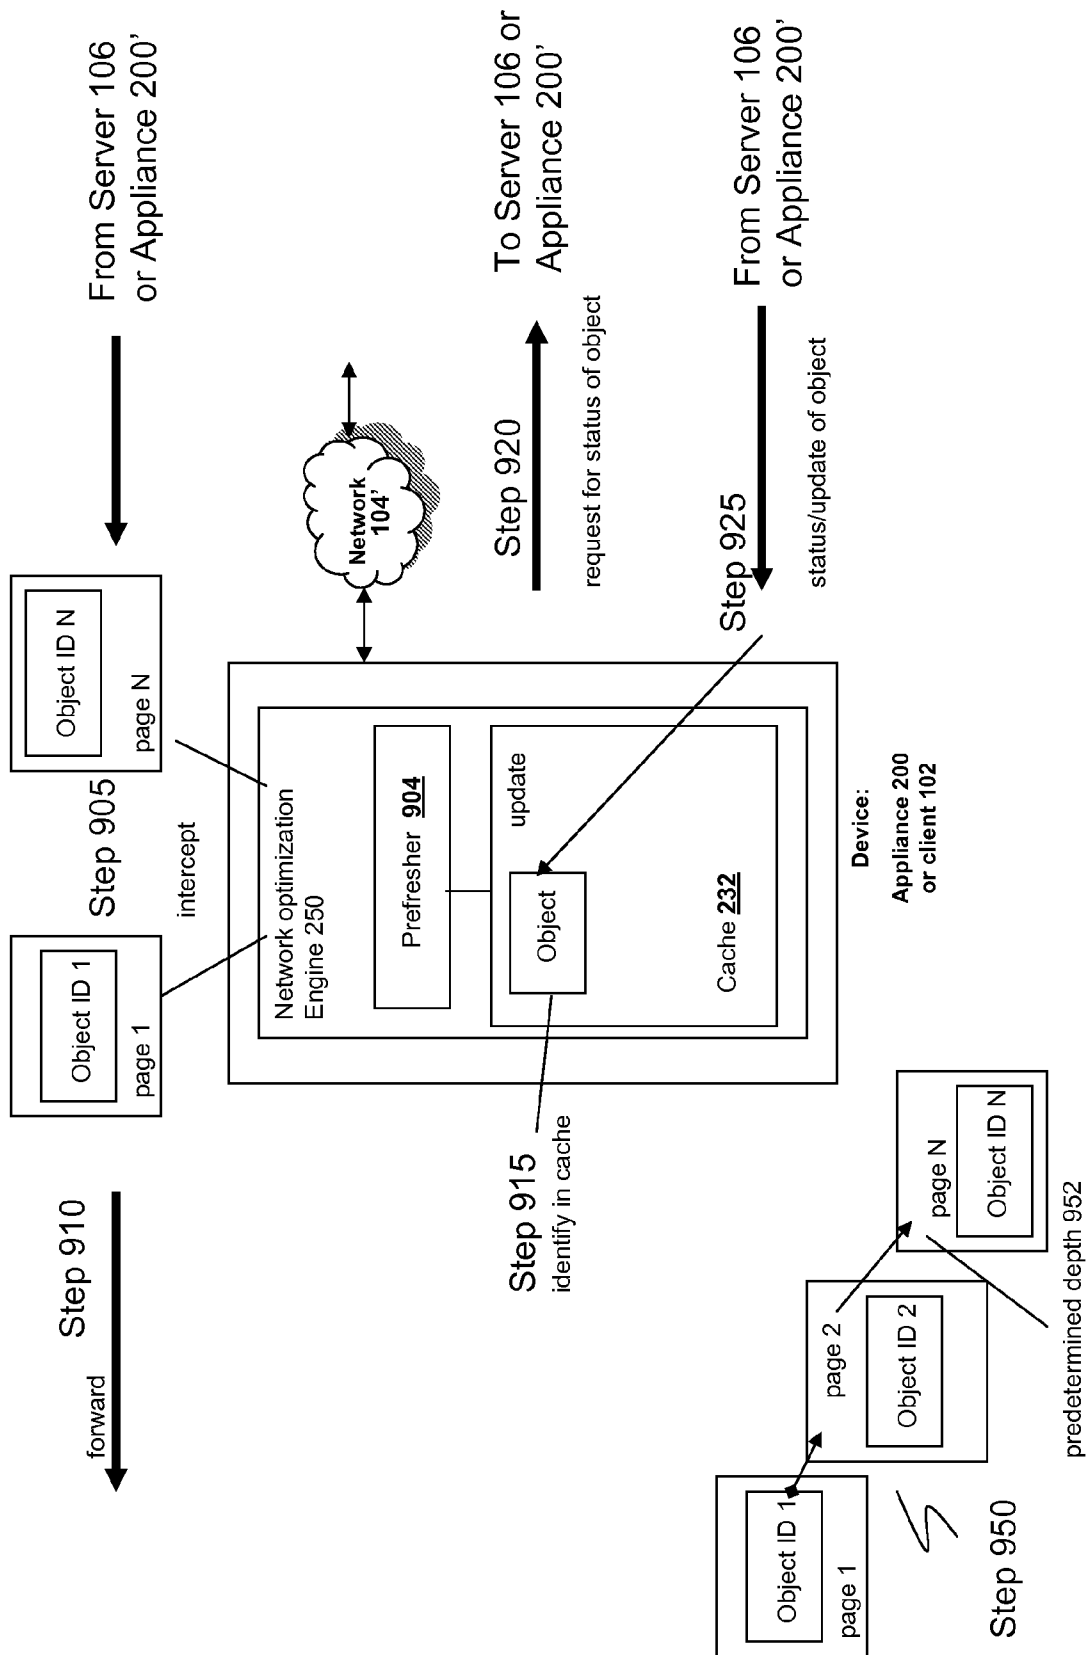 From Server 106
or Appliance 200'
Object ID N
page N
Step 905
intercept
Object ID 1
page 1
Step 910
forward
Network
104'
To Server 106 or
Appliance 200'
Step 920
request for status of object
From Server 106
or Appliance 200'
Step 925
status/update of object
Network optimization
Engine 250
Prefresher 904
update
Object
Cache 232
Device:
Appliance 200
or client 102
Step 915
identify in cache
Object ID 1
page 1
page 2
Object ID 2
page N
Object ID N
predetermined depth 952
Step 950